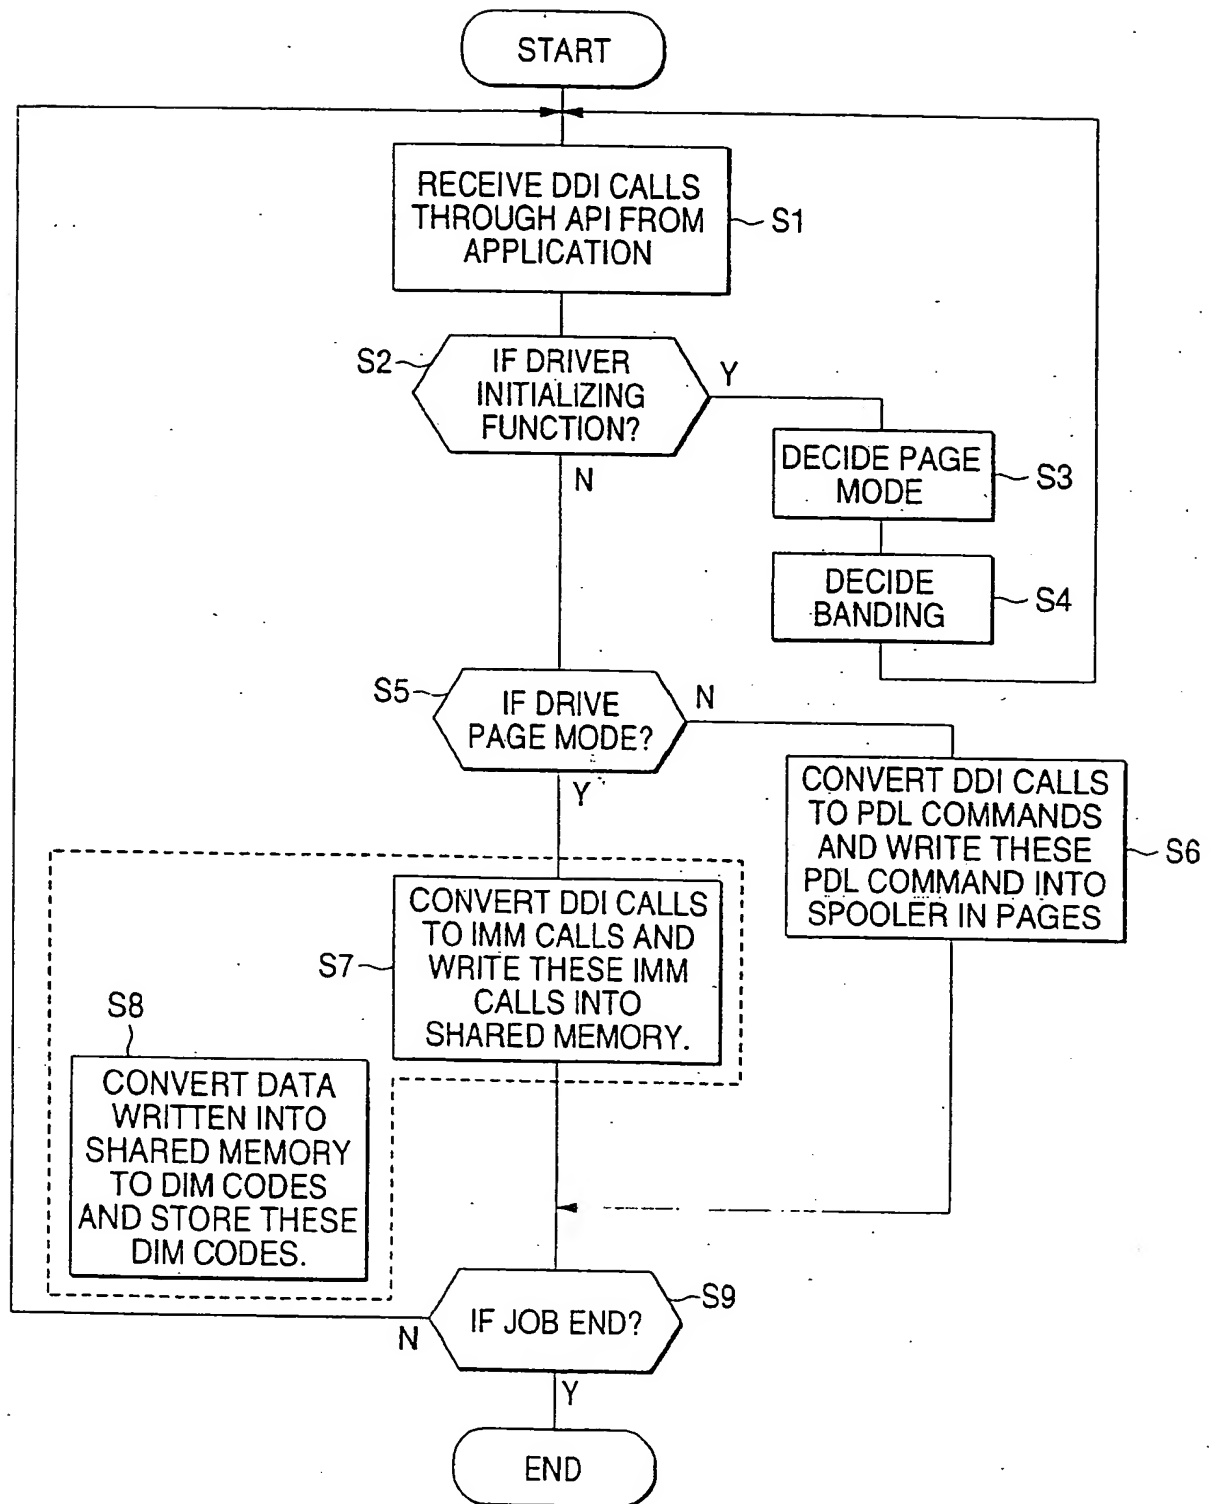 START
RECEIVE DDI CALLS
THROUGH API FROM
APPLICATION
S1
S2
IF DRIVER
INITIALIZING
FUNCTION?
Y
N
DECIDE PAGE
MODE
S3
DECIDE
BANDING
S4
S5
IF DRIVE
PAGE MODE?
N
Y
CONVERT DDI CALLS
TO PDL COMMANDS
AND WRITE THESE
PDL COMMAND INTO
SPOOLER IN PAGES
S6
S7
CONVERT DDI CALLS
TO IMM CALLS AND
WRITE THESE IMM
CALLS INTO
SHARED MEMORY.
S8
CONVERT DATA
WRITTEN INTO
SHARED MEMORY
TO DIM CODES
AND STORE THESE
DIM CODES.
S9
IF JOB END?
N
Y
END